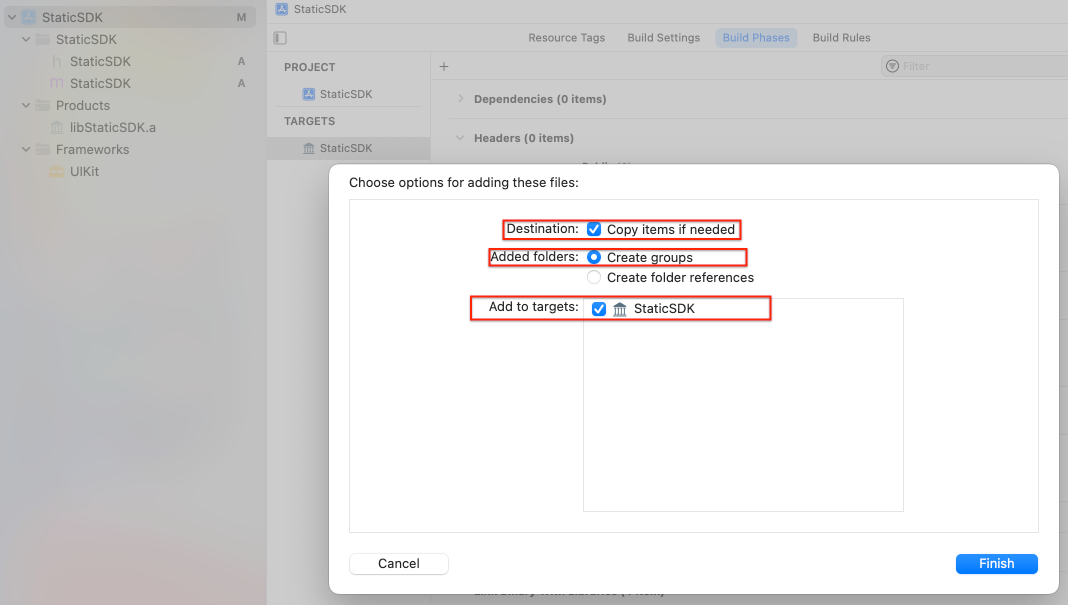 StaticSDK M
StaticSDK
h StaticSDK A
m StaticSDK A
Products
libStaticSDK.a
Frameworks
UIKit
StaticSDK
Resource Tags Build Settings Build Phases Build Rules
PROJECT
StaticSDK
TARGETS
StaticSDK
+ Filter
Dependencies (0 items)
Headers (0 items)
Choose options for adding these files:
Destination: Copy items if needed
Added folders: Create groups
Create folder references
Add to targets: StaticSDK
Cancel Finish